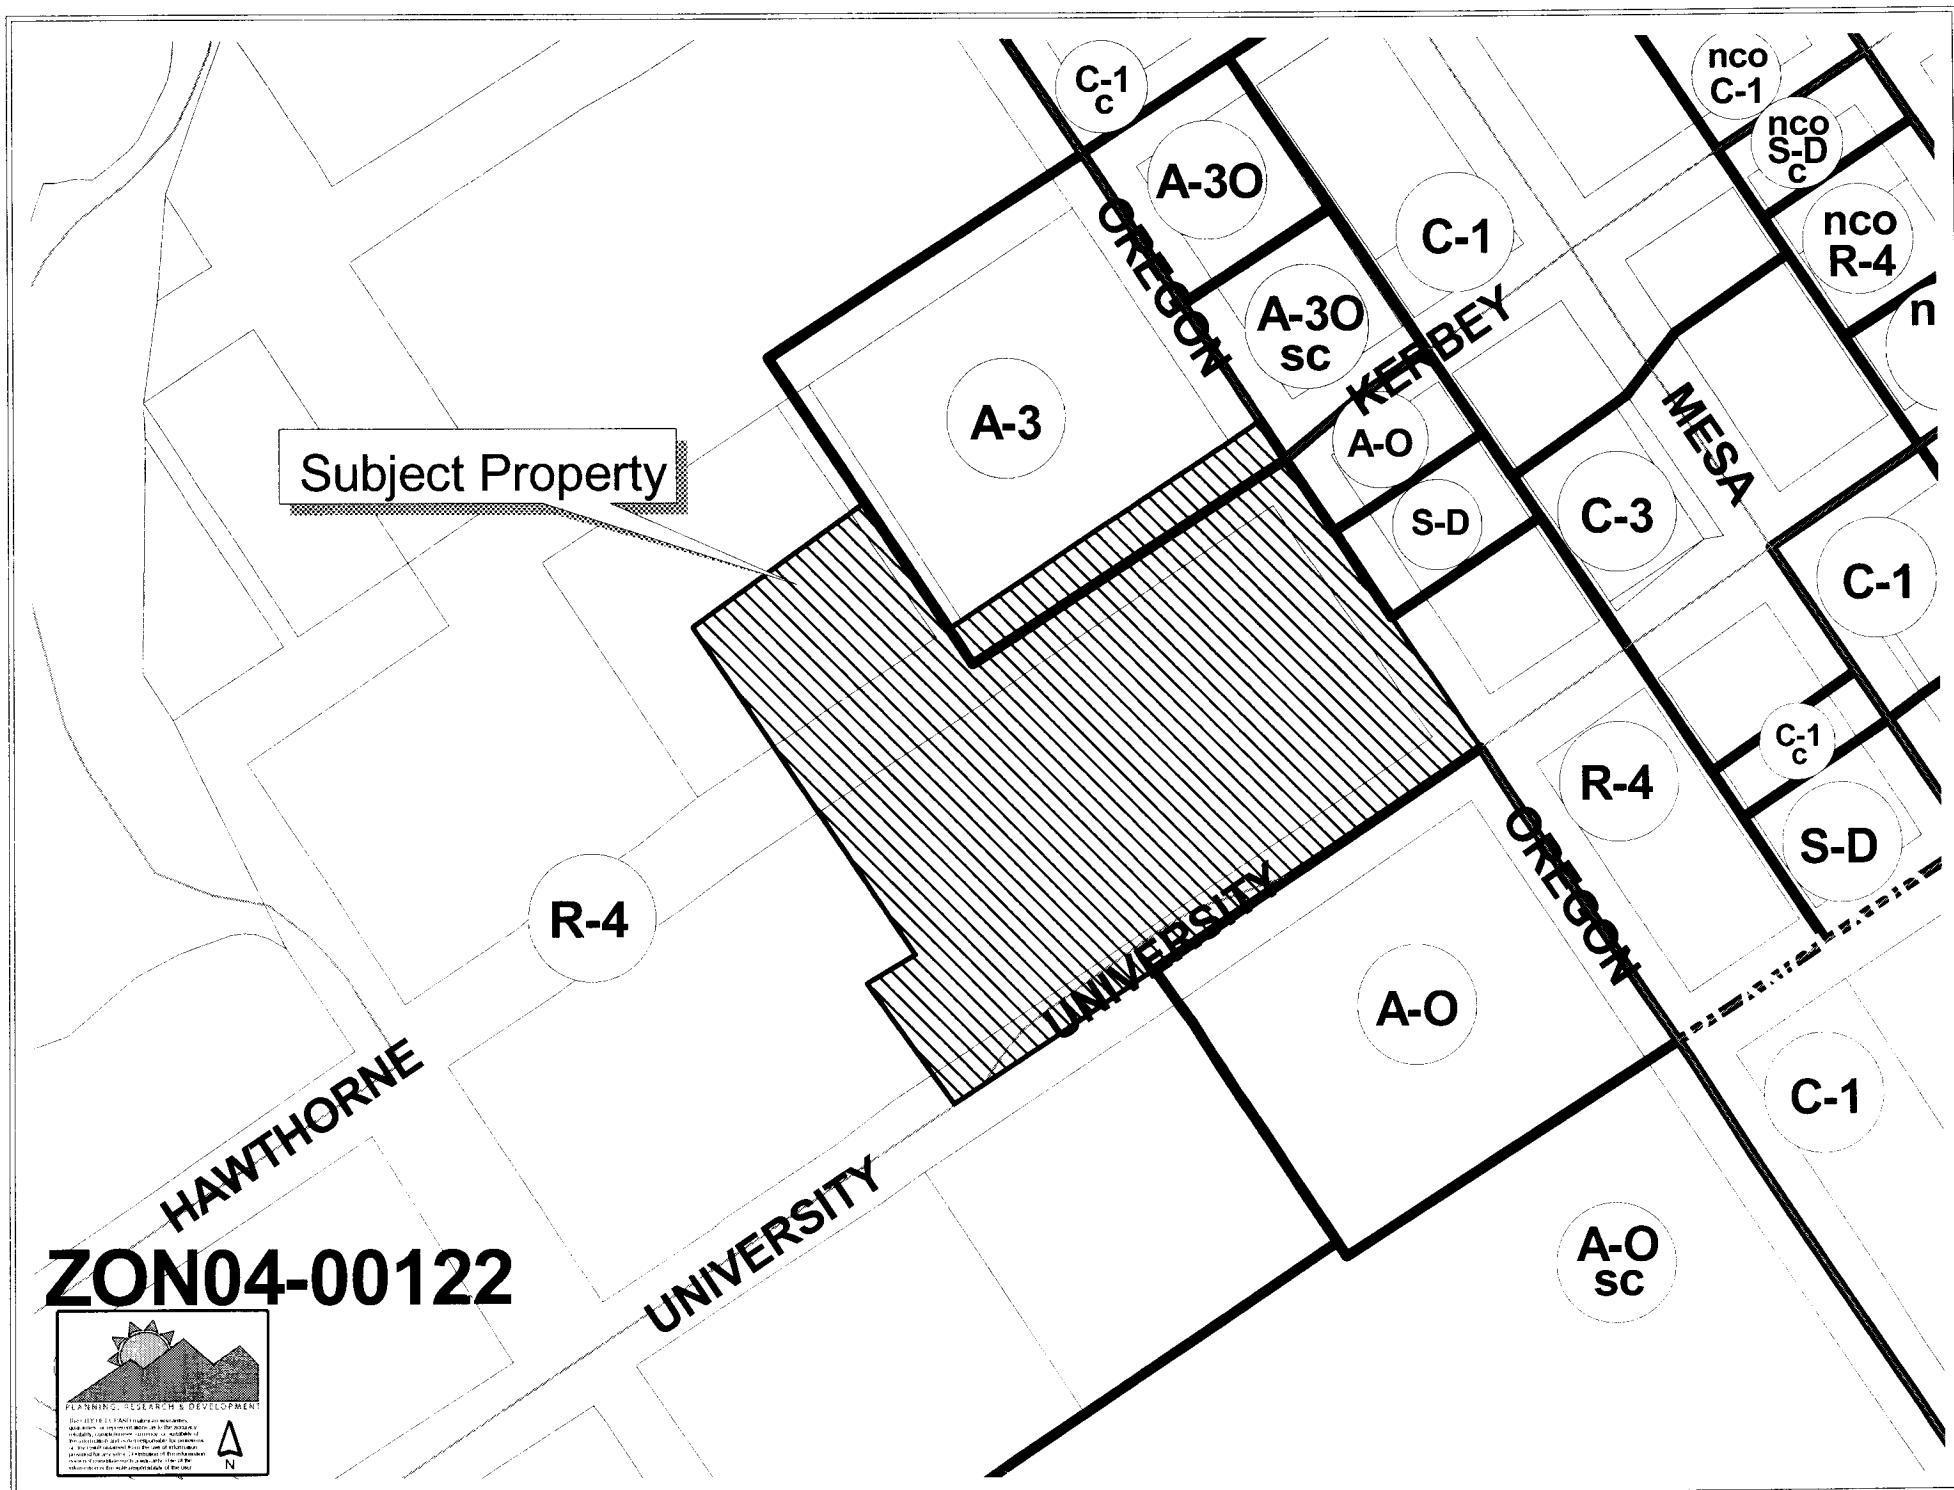 C-1
c
nco
C-1
nco
S-D
c
A-3O
OREGON
C-1
nco
R-4
n
A-3O
sc
KERBEY
A-3
MESA
A-O
Subject Property
C-3
S-D
C-1
C-1
c
R-4
S-D
OREGON
R-4
UNIVERSITY
A-O
C-1
HAWTHORNE
UNIVERSITY
A-O
sc
ZON04-00122
PLANNING, RESEARCH & DEVELOPMENT
N